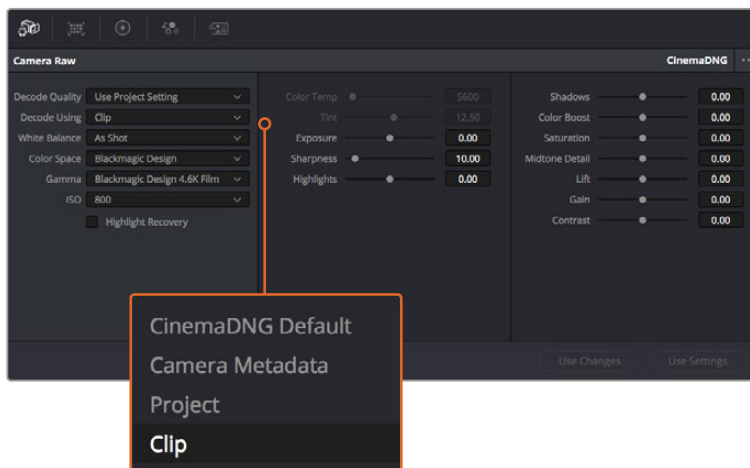 Camera Raw
CinemaDNG
Decode Quality Use Project Setting
Decode Using Clip
White Balance As Shot
Color Space Blackmagic Design
Gamma Blackmagic Design 4.6K Film
ISO 800
Highlight Recovery
Color Temp 5600
Tint 12.50
Exposure 0.00
Sharpness 10.00
Highlights 0.00
Shadows 0.00
Color Boost 0.00
Saturation 0.00
Midtone Detail 0.00
Lift 0.00
Gain 0.00
Contrast 0.00
Use Changes Use Settings
CinemaDNG Default
Camera Metadata
Project
Clip